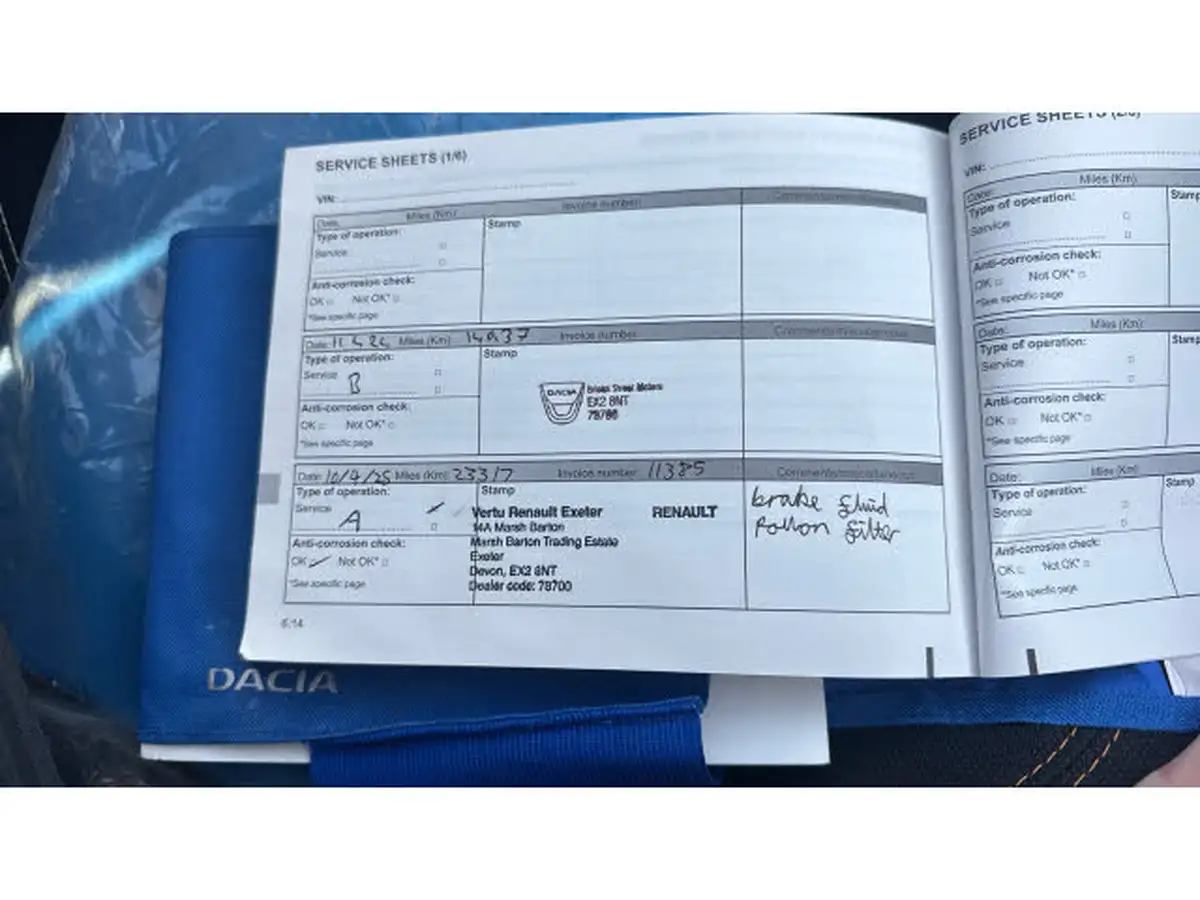 SERVICE SHEETS (1/6)
VIN:
Date: Miles (Km): Invoice number:
Type of operation: Stamp
Service
Anti-corrosion check:
OK Not OK*
*See specific page
Date: Miles (Km): Invoice number:
Type of operation: Stamp
Service
B
DACIA
EX2 8NT
Anti-corrosion check:
OK Not OK*
*See specific page
Date: 10/4/25 Miles (Km): 23317 Invoice number: 11385
Type of operation: Stamp
Service
A
Vertu Renault Exeter RENAULT
14A Marsh Barton
Marsh Barton Trading Estate
Exeter
Devon, EX2 8NT
Dealer code: 78700
brake fluid
Pollon filter
Anti-corrosion check:
OK Not OK*
*See specific page
6.14
DACIA
SERVICE SHEETS (2/6)
VIN:
Date: Miles (Km):
Type of operation: Stamp
Service
Anti-corrosion check:
OK Not OK*
*See specific page
Date: Miles (Km):
Type of operation: Stamp
Service
Anti-corrosion check:
OK Not OK*
*See specific page
Date: Miles (Km):
Type of operation: Stamp
Service
Anti-corrosion check:
OK Not OK*
*See specific page